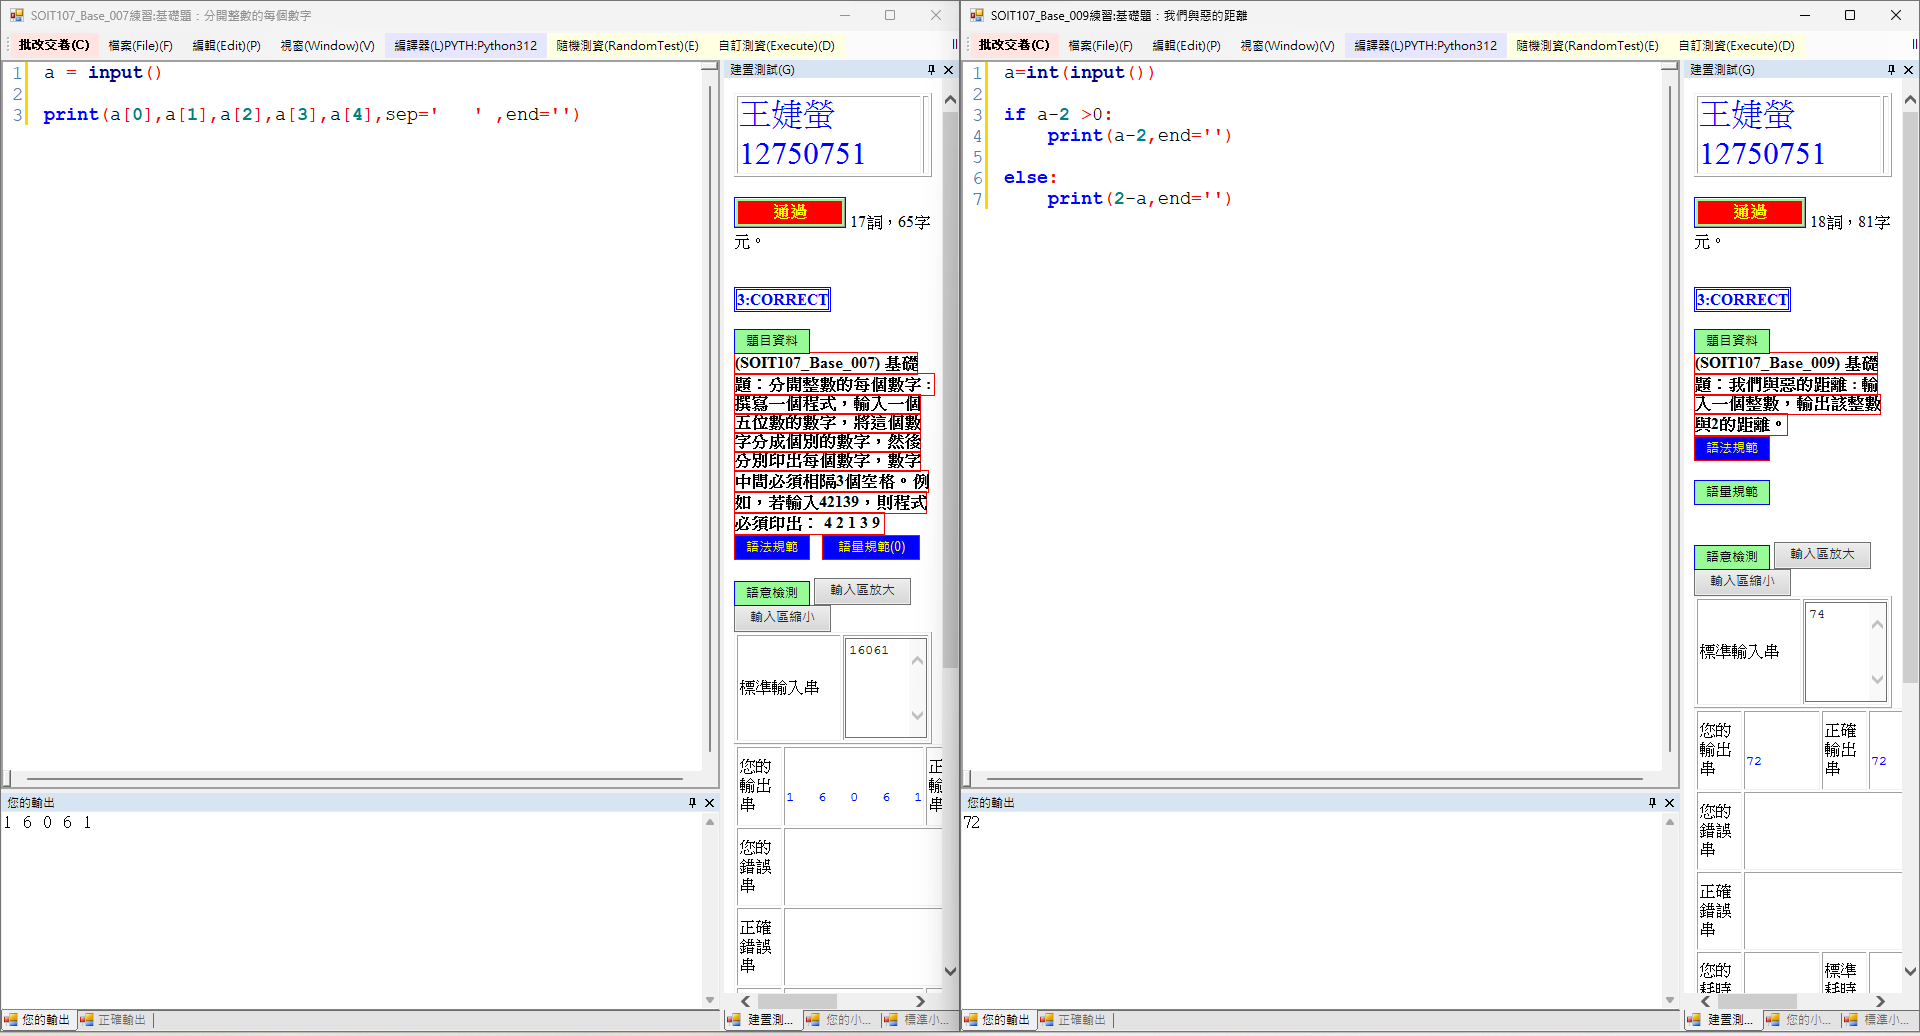 SOIT107_Base_007練習:基礎題：分開整數的每個數字
批改交卷(C) 檔案(File)(F) 編輯(Edit)(P) 視窗(Window)(V) 編譯器(L)PYTH:Python312 隨機測資(RandomTest)(E) 自訂測資(Execute)(D)
1 a = input()
2
3 print(a[0],a[1],a[2],a[3],a[4],sep='   ' ,end='')
建置測試(G)
王婕螢
12750751
通過 17詞，65字
元。
3:CORRECT
題目資料
(SOIT107_Base_007) 基礎
題：分開整數的每個數字 :
撰寫一個程式，輸入一個
五位數的數字，將這個數
字分成個別的數字，然後
分別印出每個數字，數字
中間必須相隔3個空格。例
如，若輸入42139，則程式
必須印出： 4 2 1 3 9
語法規範 語量規範(0)
語意檢測 輸入區放大
輸入區縮小
標準輸入串 16061
您的
輸出
串
1   6   0   6   1
您的
錯誤
串
正確
錯誤
串
您的輸出
1 6 0 6 1
您的輸出 正確輸出
建置測... 您的小... 標準小...
SOIT107_Base_009練習:基礎題：我們與惡的距離
批改交卷(C) 檔案(File)(F) 編輯(Edit)(P) 視窗(Window)(V) 編譯器(L)PYTH:Python312 隨機測資(RandomTest)(E) 自訂測資(Execute)(D)
1 a=int(input())
2
3 if a-2 >0:
4     print(a-2,end='')
5
6 else:
7     print(2-a,end='')
建置測試(G)
王婕螢
12750751
通過 18詞，81字
元。
3:CORRECT
題目資料
(SOIT107_Base_009) 基礎
題：我們與惡的距離 : 輸
入一個整數，輸出該整數
與2的距離。
語法規範
語量規範
語意檢測 輸入區放大
輸入區縮小
標準輸入串 74
您的
輸出
串
72
正確
輸出
串
72
您的
錯誤
串
正確
錯誤
串
您的
耗時
標準
耗時
您的輸出
72
您的輸出 正確輸出
建置測... 您的小... 標準小...